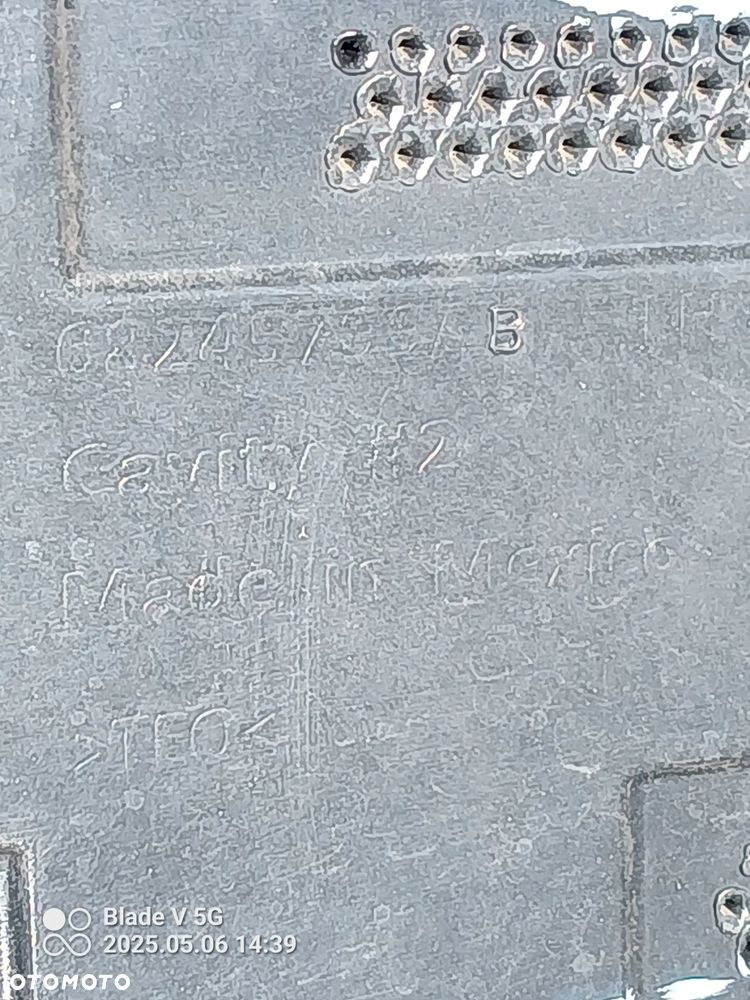 B
Cavity #2
Made in Mexico
>TEO<
Blade V 5G
2025.05.06 14:39
OTOMOTO